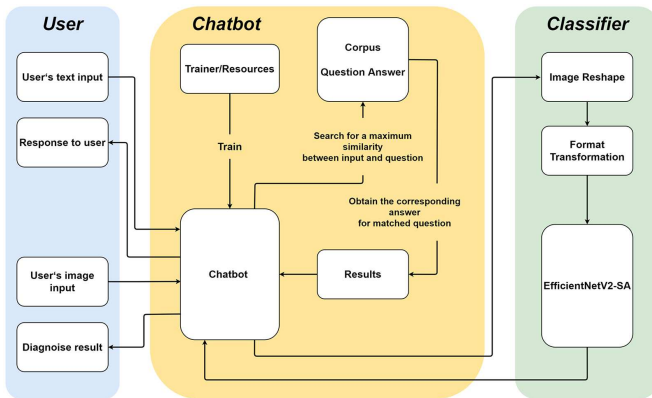 User
Chatbot
Classifier
User's text input
Response to user
User's image
input
Diagnoise result
Trainer/Resources
Train
Corpus
Question Answer
Search for a maximum
similarity
between input and question
Obtain the corresponding
answer
for matched question
Chatbot
Results
Image Reshape
Format
Transformation
EfficientNetV2-SA